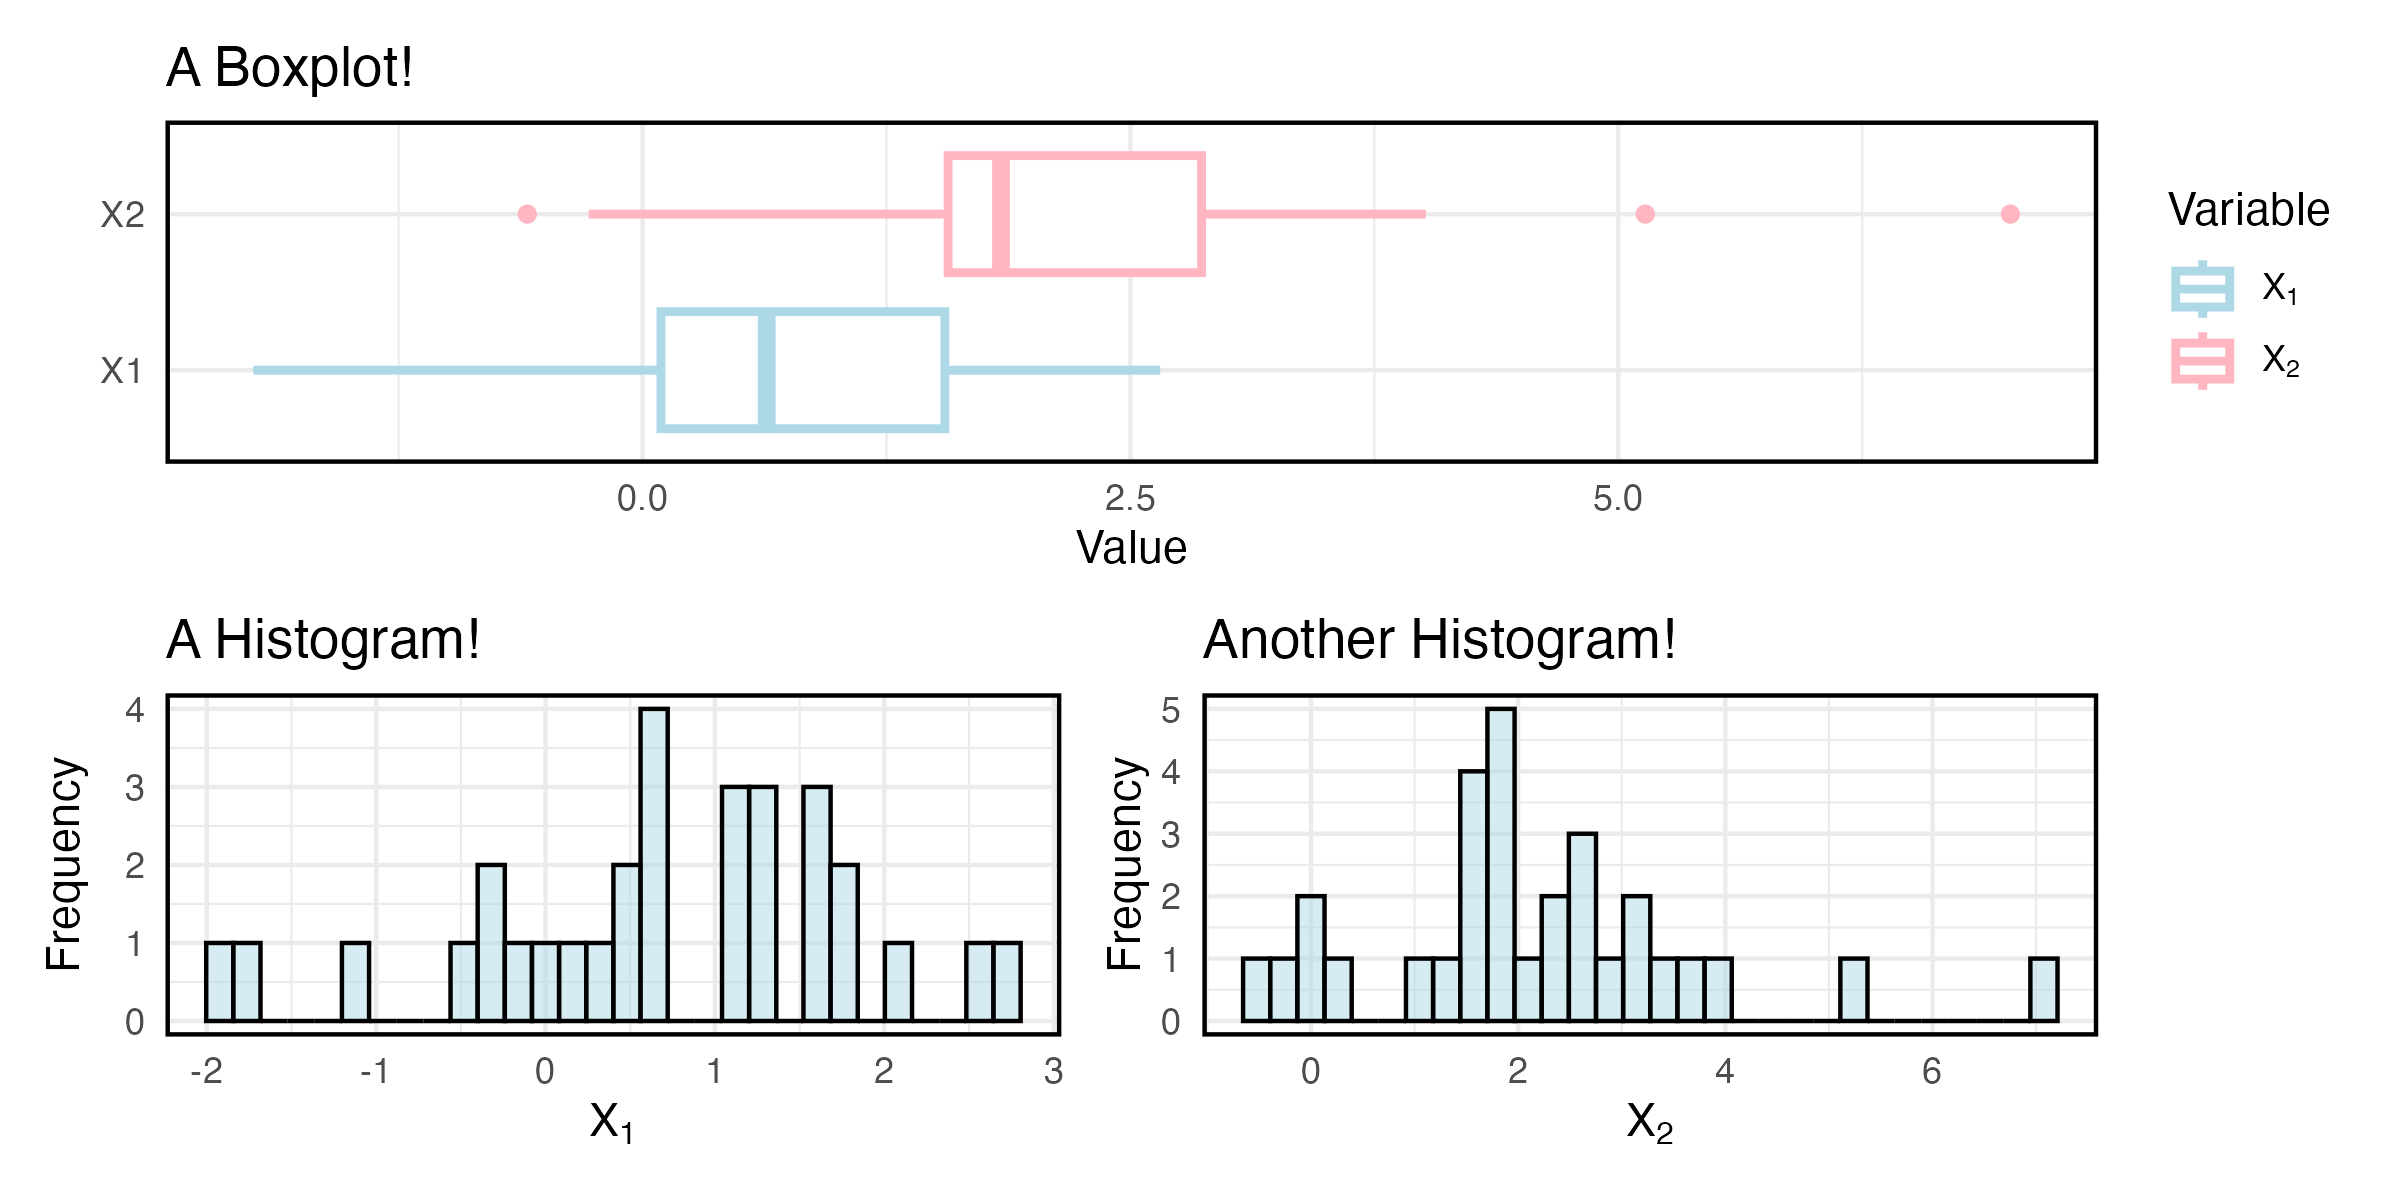 A Boxplot!
X2
X1
0.0 2.5 5.0
Value
Variable
X₁
X₂
A Histogram!
Frequency
4
3
2
1
0
-2 -1 0 1 2 3
X₁
Another Histogram!
Frequency
5
4
3
2
1
0
0 2 4 6
X₂